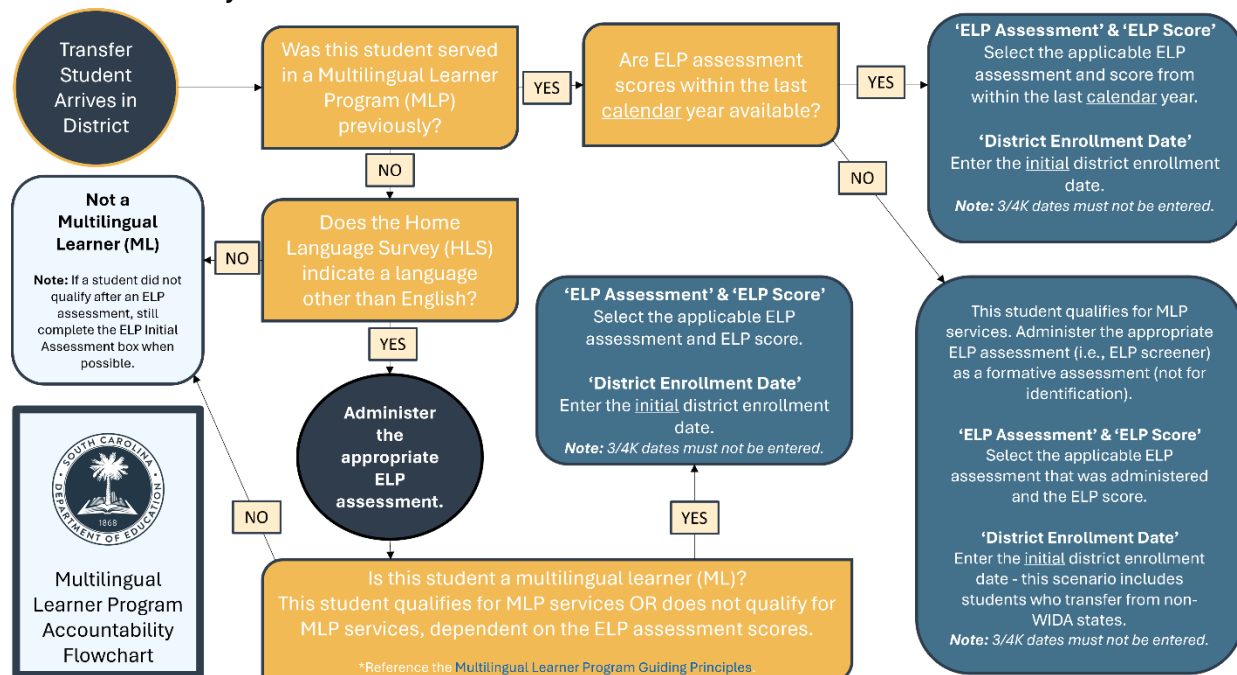 Transfer
Student
Arrives in
District
Was this student served
in a Multilingual Learner
Program (MLP)
previously?
YES
Are ELP assessment
scores within the last
calendar year available?
YES
'ELP Assessment' & 'ELP Score'
Select the applicable ELP
assessment and score from
within the last calendar year.
'District Enrollment Date'
Enter the initial district enrollment
date.
Note: 3/4K dates must not be entered.
NO
NO
Not a
Multilingual
Learner (ML)
Note: If a student did not
qualify after an ELP
assessment, still
complete the ELP Initial
Assessment box when
possible.
NO
Does the Home
Language Survey (HLS)
indicate a language
other than English?
YES
'ELP Assessment' & 'ELP Score'
Select the applicable ELP
assessment and ELP score.
'District Enrollment Date'
Enter the initial district enrollment
date.
Note: 3/4K dates must not be entered.
This student qualifies for MLP
services. Administer the appropriate
ELP assessment (i.e., ELP screener)
as a formative assessment (not for
identification).
'ELP Assessment' & 'ELP Score'
Select the applicable ELP
assessment that was administered
and the ELP score.
'District Enrollment Date'
Enter the initial district enrollment
date - this scenario includes
students who transfer from non-
WIDA states.
Note: 3/4K dates must not be entered.
Administer
the
appropriate
ELP
assessment.
NO
YES
SOUTH CAROLINA
DEPARTMENT OF EDUCATION
1868
Multilingual
Learner Program
Accountability
Flowchart
Is this student a multilingual learner (ML)?
This student qualifies for MLP services OR does not qualify for
MLP services, dependent on the ELP assessment scores.
*Reference the Multilingual Learner Program Guiding Principles